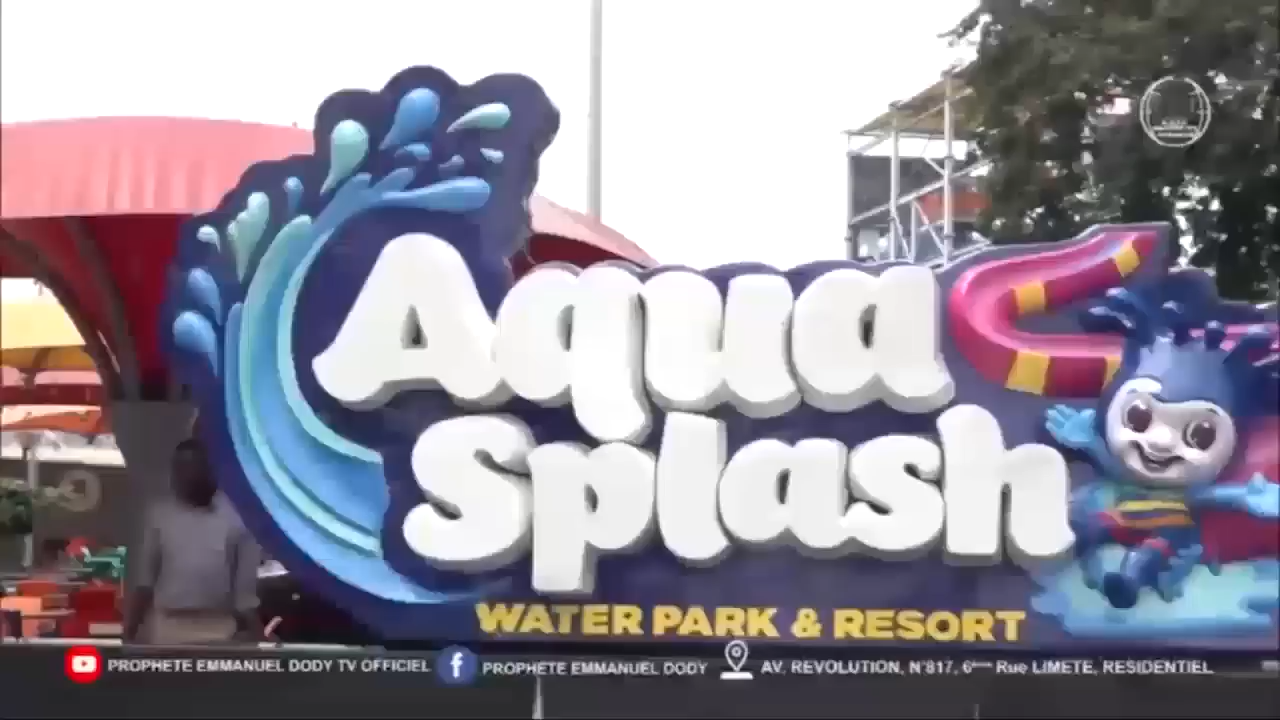 Aqua
Splash
WATER PARK & RESORT
PROPHETE EMMANUEL DODY TV OFFICIEL PROPHETE EMMANUEL DODY AV. REVOLUTION, N°817, 6ème Rue LIMETE, RESIDENTIEL